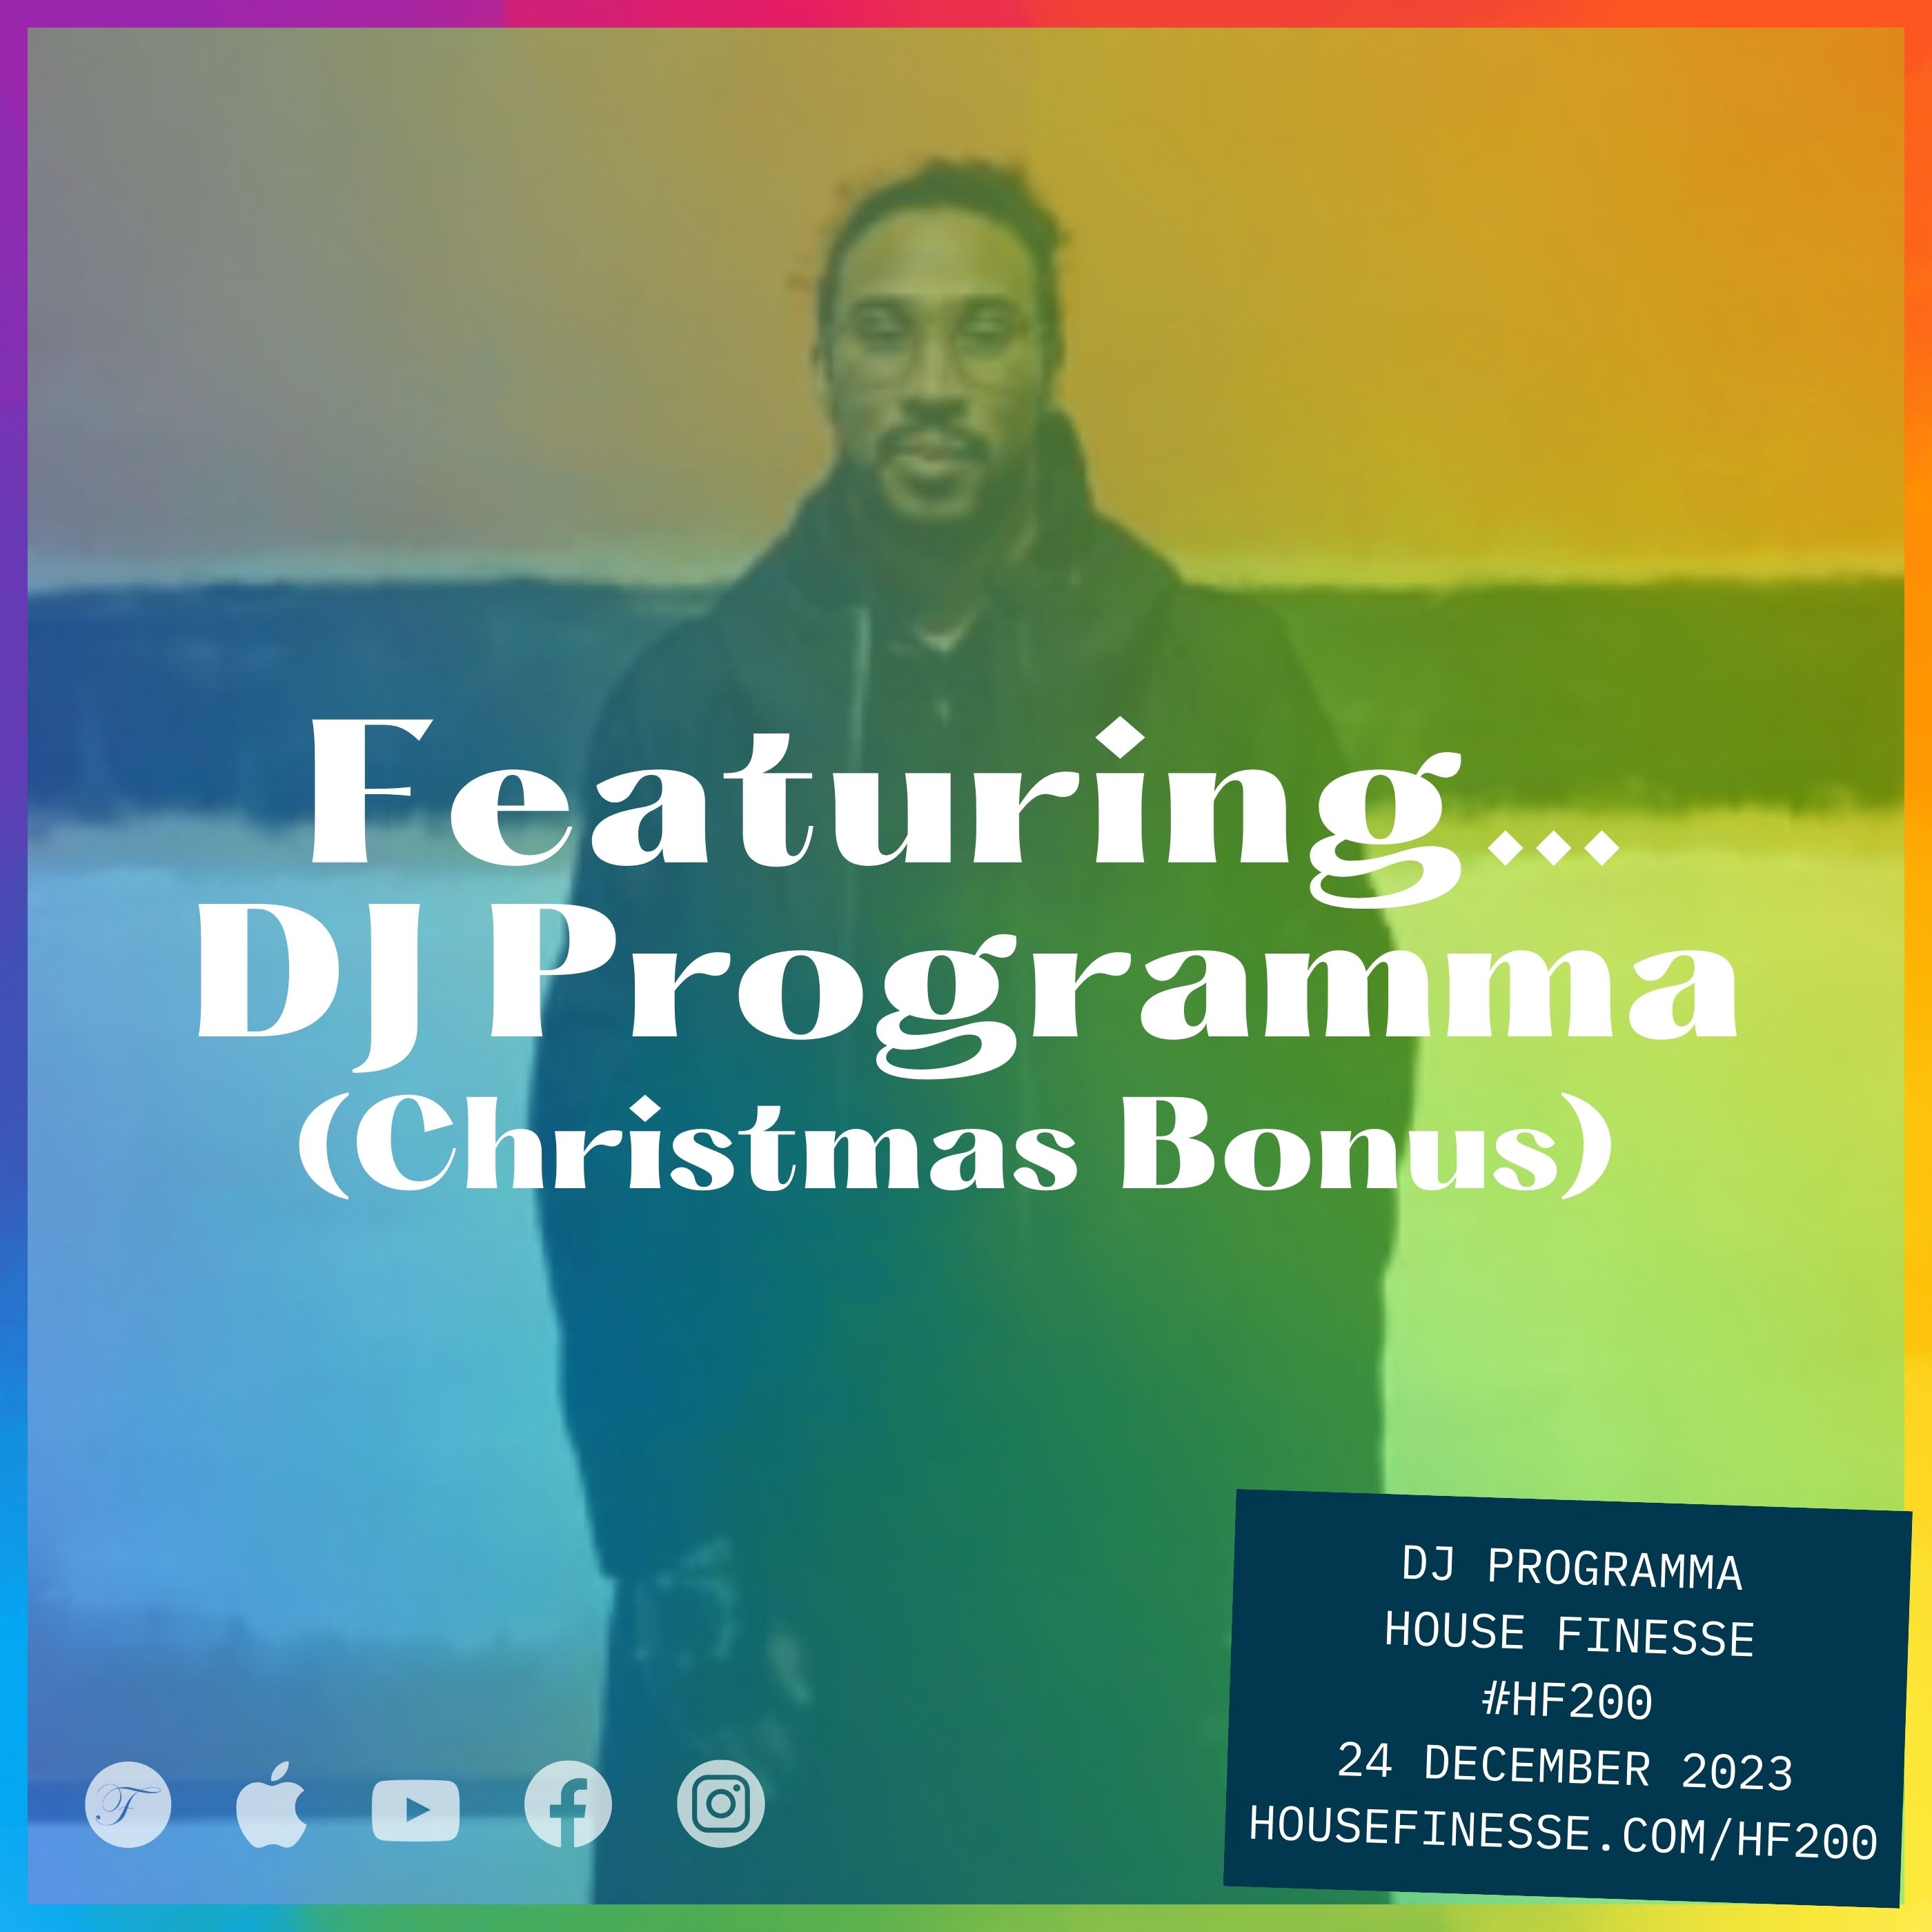 Featuring...
DJ Programma
(Christmas Bonus)
DJ PROGRAMMA
HOUSE FINESSE
#HF200
24 DECEMBER 2023
HOUSEFINESSE.COM/HF200
F